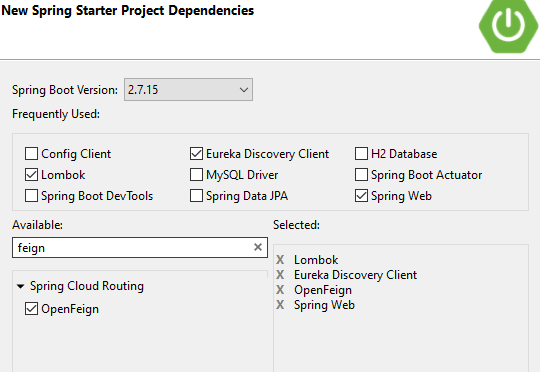 New Spring Starter Project Dependencies
Spring Boot Version: 2.7.15
Frequently Used:
Config Client Eureka Discovery Client H2 Database
Lombok MySQL Driver Spring Boot Actuator
Spring Boot DevTools Spring Data JPA Spring Web
Available: Selected:
feign
X Lombok
Spring Cloud Routing X Eureka Discovery Client
OpenFeign X OpenFeign
X Spring Web